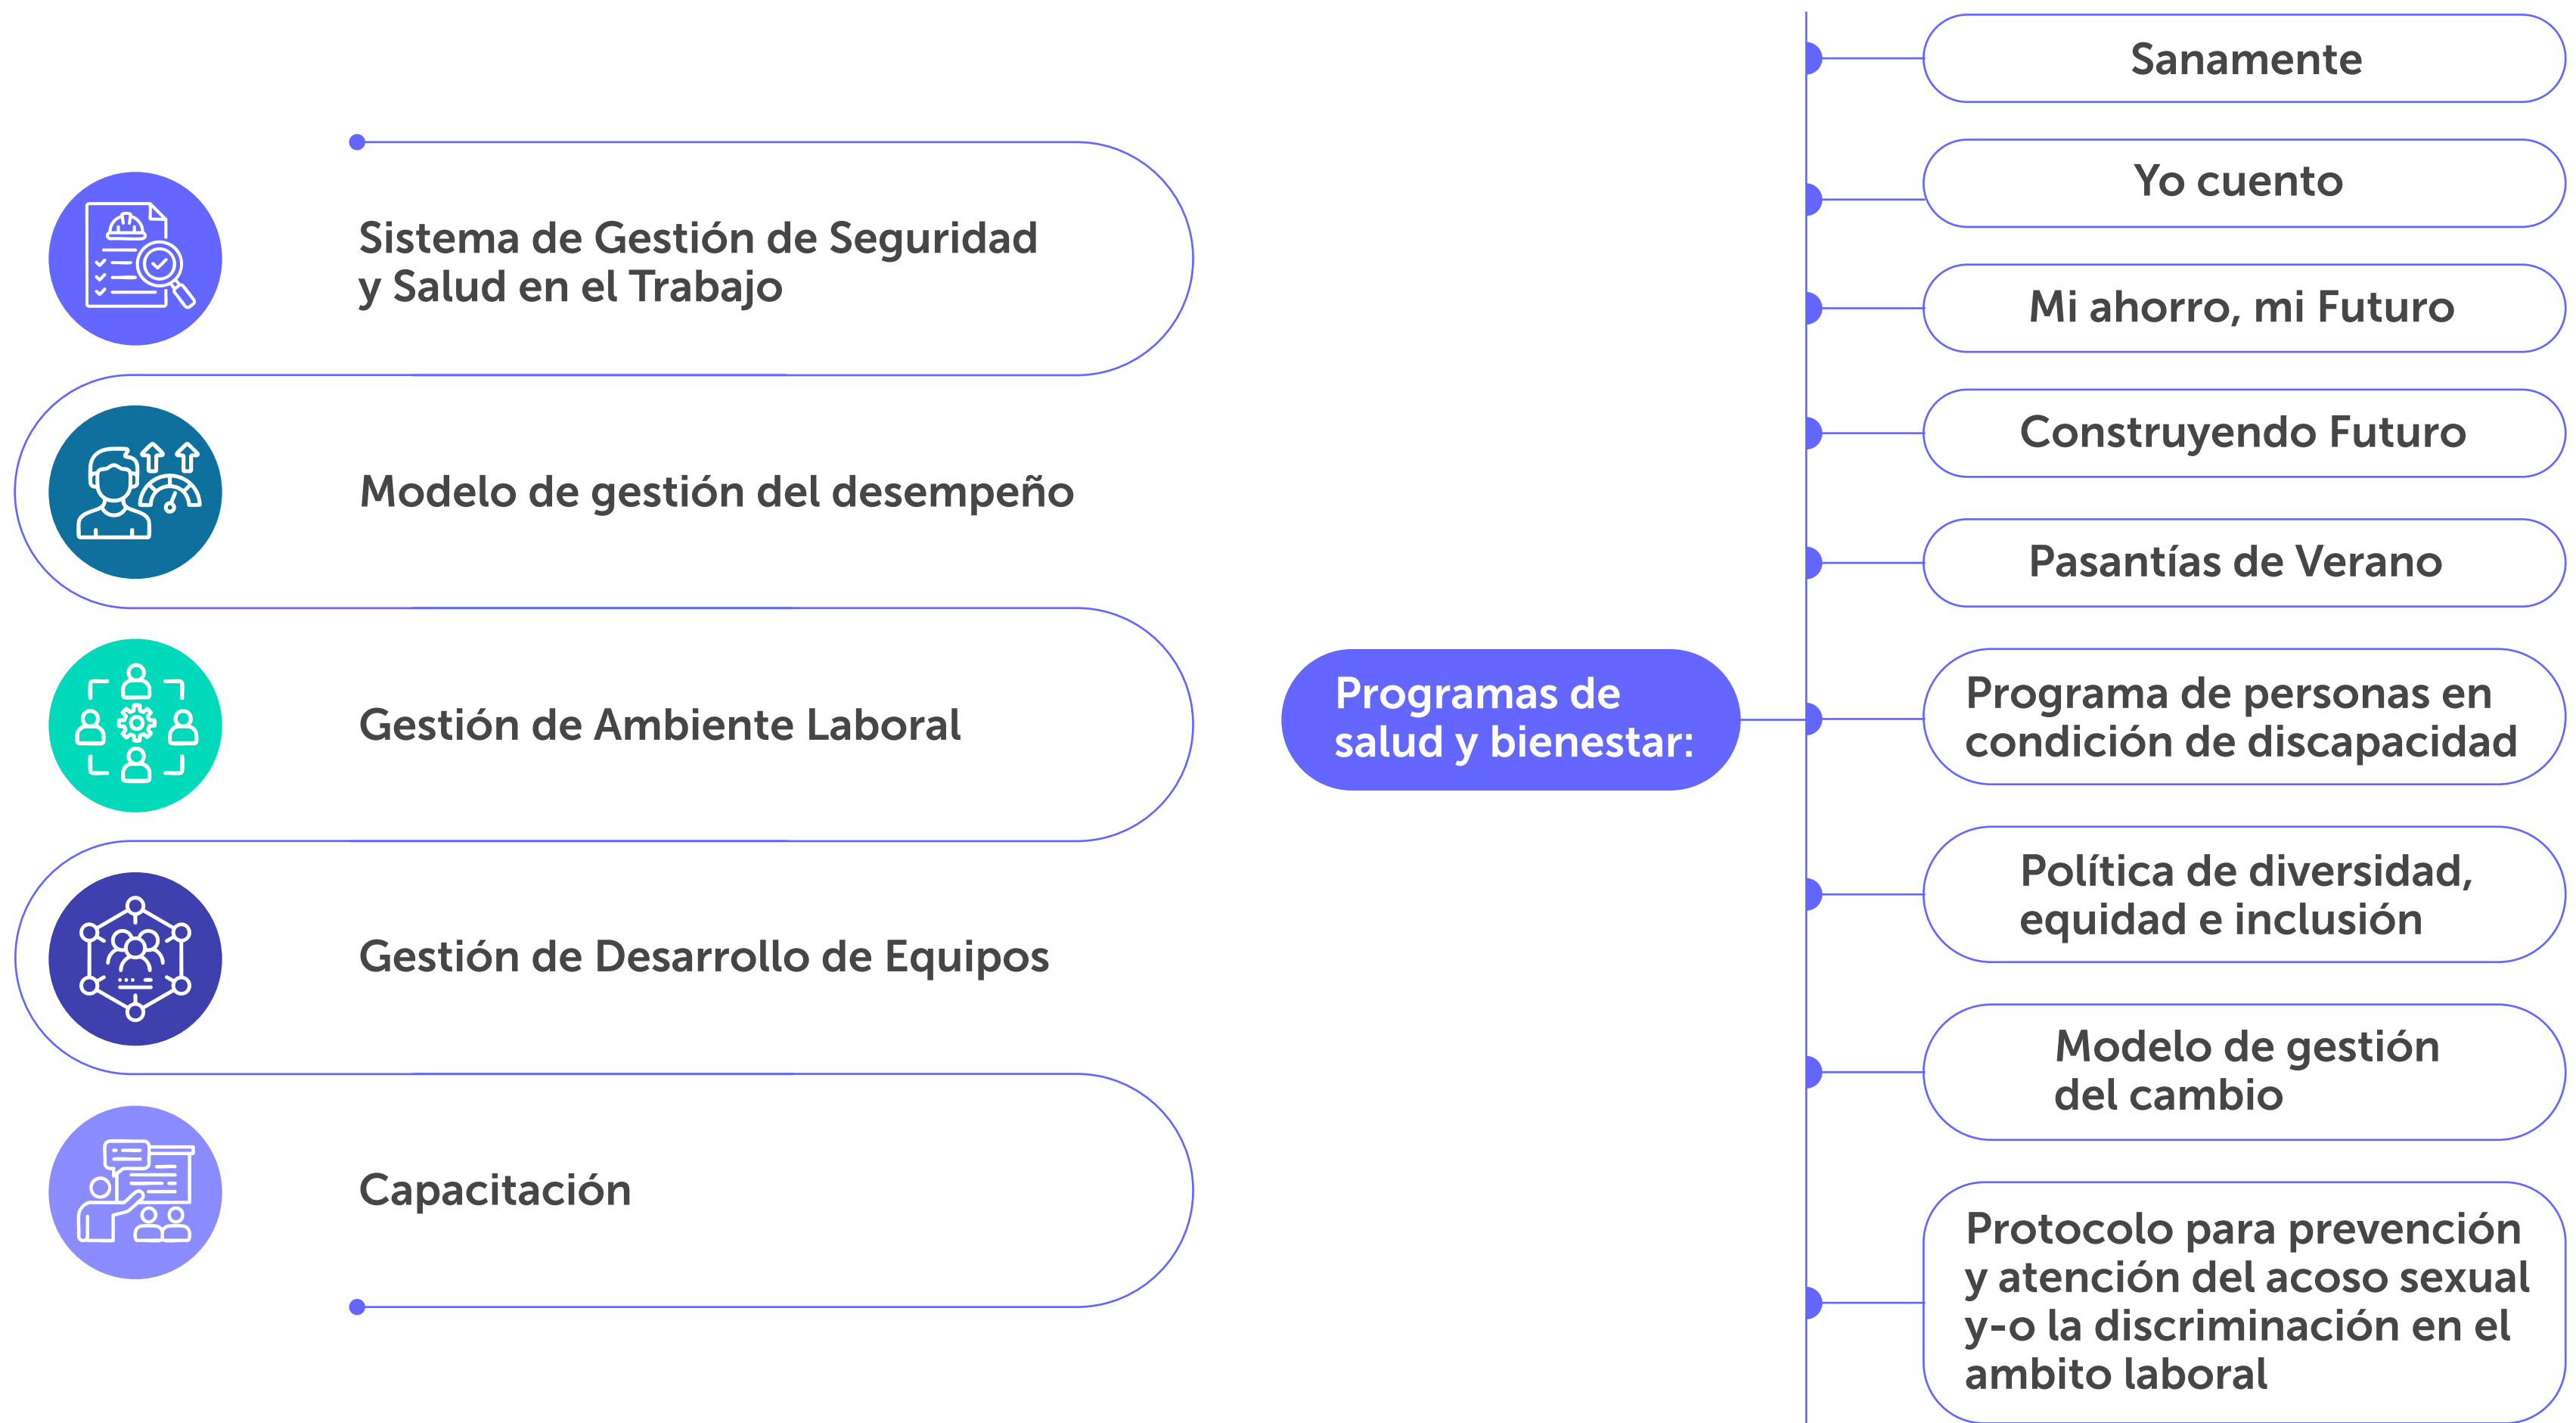 Sistema de Gestión de Seguridad
y Salud en el Trabajo
Modelo de gestión del desempeño
Gestión de Ambiente Laboral
Gestión de Desarrollo de Equipos
Capacitación
Programas de
salud y bienestar:
Sanamente
Yo cuento
Mi ahorro, mi Futuro
Construyendo Futuro
Pasantías de Verano
Programa de personas en
condición de discapacidad
Política de diversidad,
equidad e inclusión
Modelo de gestión
del cambio
Protocolo para prevención
y atención del acoso sexual
y-o la discriminación en el
ambito laboral